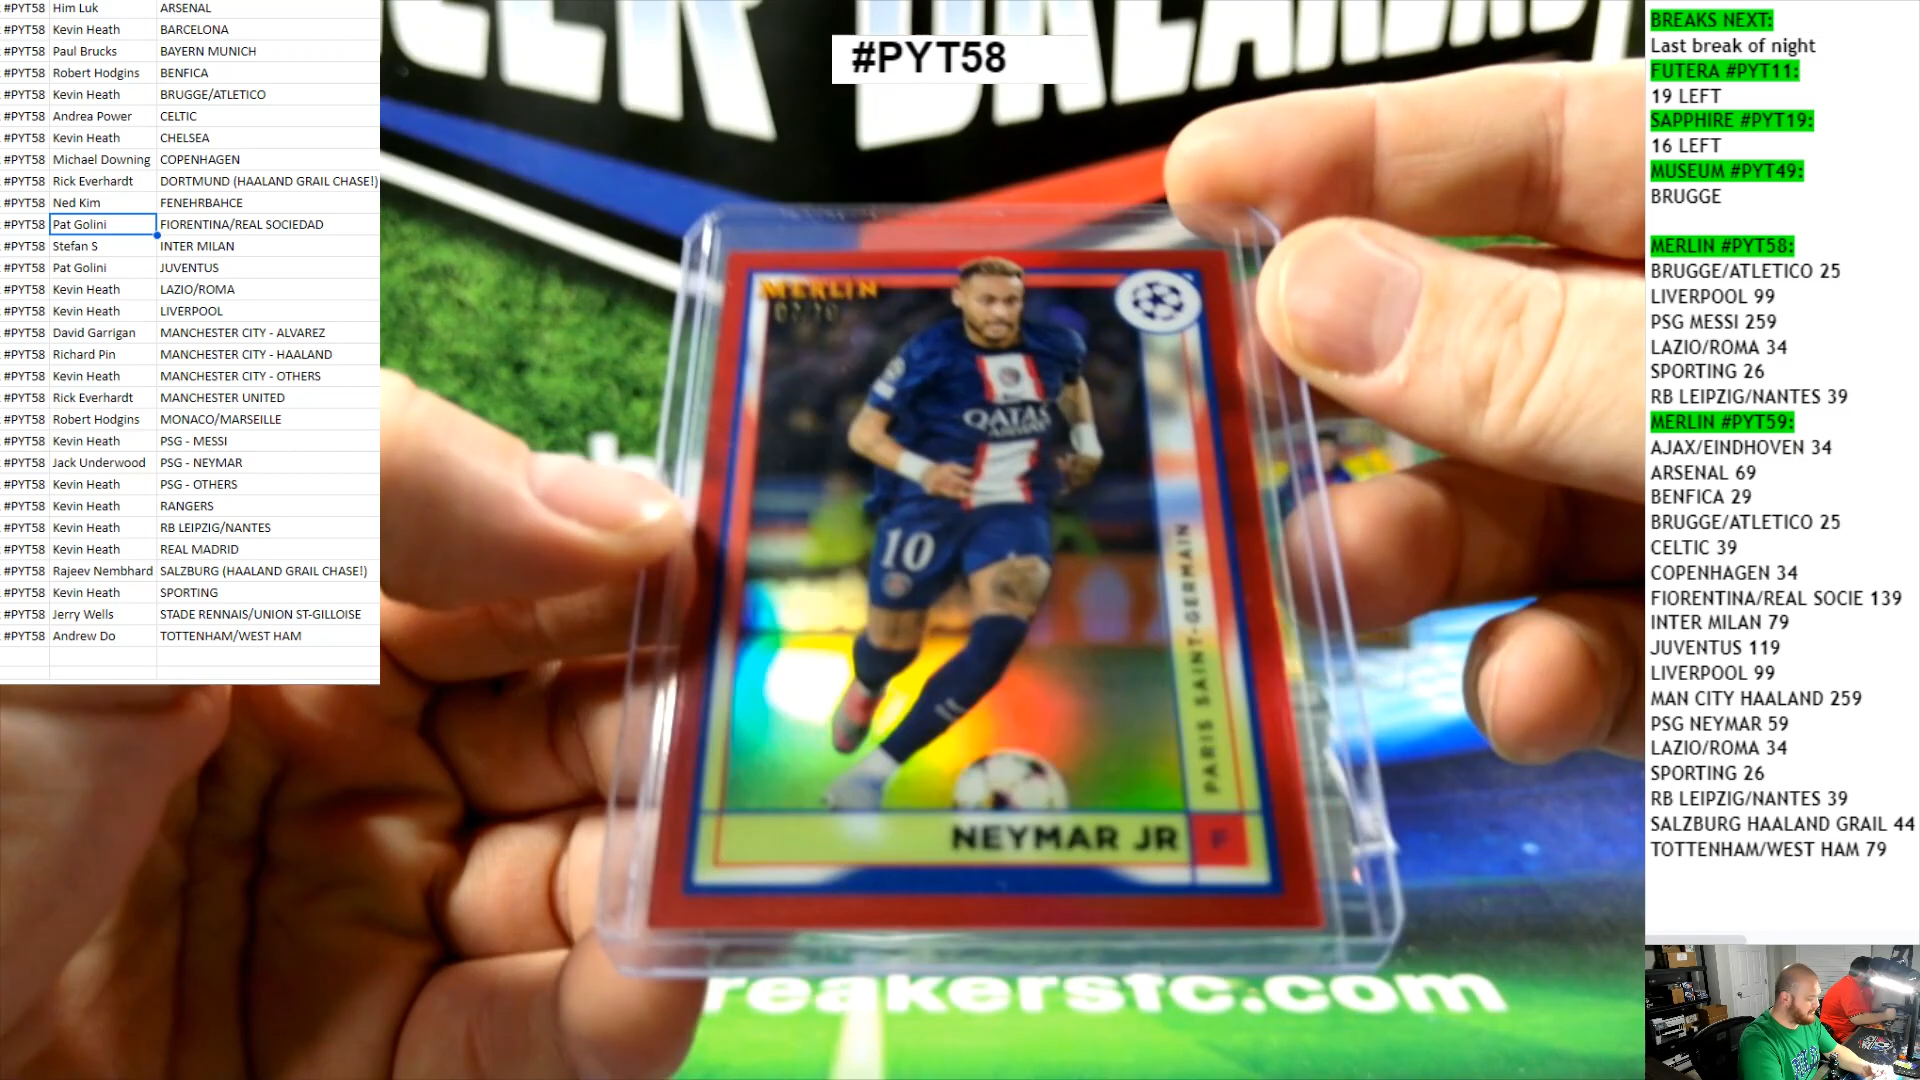 #PYT58 Him Luk ARSENAL
#PYT58 Kevin Heath BARCELONA
#PYT58 Paul Brucks BAYERN MUNICH
#PYT58 Robert Hodgins BENFICA
#PYT58 Kevin Heath BRUGGE/ATLETICO
#PYT58 Andrea Power CELTIC
#PYT58 Kevin Heath CHELSEA
#PYT58 Michael Downing COPENHAGEN
#PYT58 Rick Everhardt DORTMUND (HAALAND GRAIL CHASE!)
#PYT58 Ned Kim FENEHRBAHCE
#PYT58 Pat Golini FIORENTINA/REAL SOCIEDAD
#PYT58 Stefan S INTER MILAN
#PYT58 Pat Golini JUVENTUS
#PYT58 Kevin Heath LAZIO/ROMA
#PYT58 Kevin Heath LIVERPOOL
#PYT58 David Garrigan MANCHESTER CITY - ALVAREZ
#PYT58 Richard Pin MANCHESTER CITY - HAALAND
#PYT58 Kevin Heath MANCHESTER CITY - OTHERS
#PYT58 Rick Everhardt MANCHESTER UNITED
#PYT58 Robert Hodgins MONACO/MARSEILLE
#PYT58 Kevin Heath PSG - MESSI
#PYT58 Jack Underwood PSG - NEYMAR
#PYT58 Kevin Heath PSG - OTHERS
#PYT58 Kevin Heath RANGERS
#PYT58 Kevin Heath RB LEIPZIG/NANTES
#PYT58 Kevin Heath REAL MADRID
#PYT58 Rajeev Nembhard SALZBURG (HAALAND GRAIL CHASE!)
#PYT58 Kevin Heath SPORTING
#PYT58 Jerry Wells STADE RENNAIS/UNION ST-GILLOISE
#PYT58 Andrew Do TOTTENHAM/WEST HAM
#PYT58
MERLIN
QATAR
10
PARIS SAINT-GERMAIN
NEYMAR JR
F
reakersfc.com
BREAKS NEXT:
Last break of night
FUTERA #PYT11:
19 LEFT
SAPPHIRE #PYT19:
16 LEFT
MUSEUM #PYT49:
BRUGGE
MERLIN #PYT58:
BRUGGE/ATLETICO 25
LIVERPOOL 99
PSG MESSI 259
LAZIO/ROMA 34
SPORTING 26
RB LEIPZIG/NANTES 39
MERLIN #PYT59:
AJAX/EINDHOVEN 34
ARSENAL 69
BENFICA 29
BRUGGE/ATLETICO 25
CELTIC 39
COPENHAGEN 34
FIORENTINA/REAL SOCIE 139
INTER MILAN 79
JUVENTUS 119
LIVERPOOL 99
MAN CITY HAALAND 259
PSG NEYMAR 59
LAZIO/ROMA 34
SPORTING 26
RB LEIPZIG/NANTES 39
SALZBURG HAALAND GRAIL 44
TOTTENHAM/WEST HAM 79